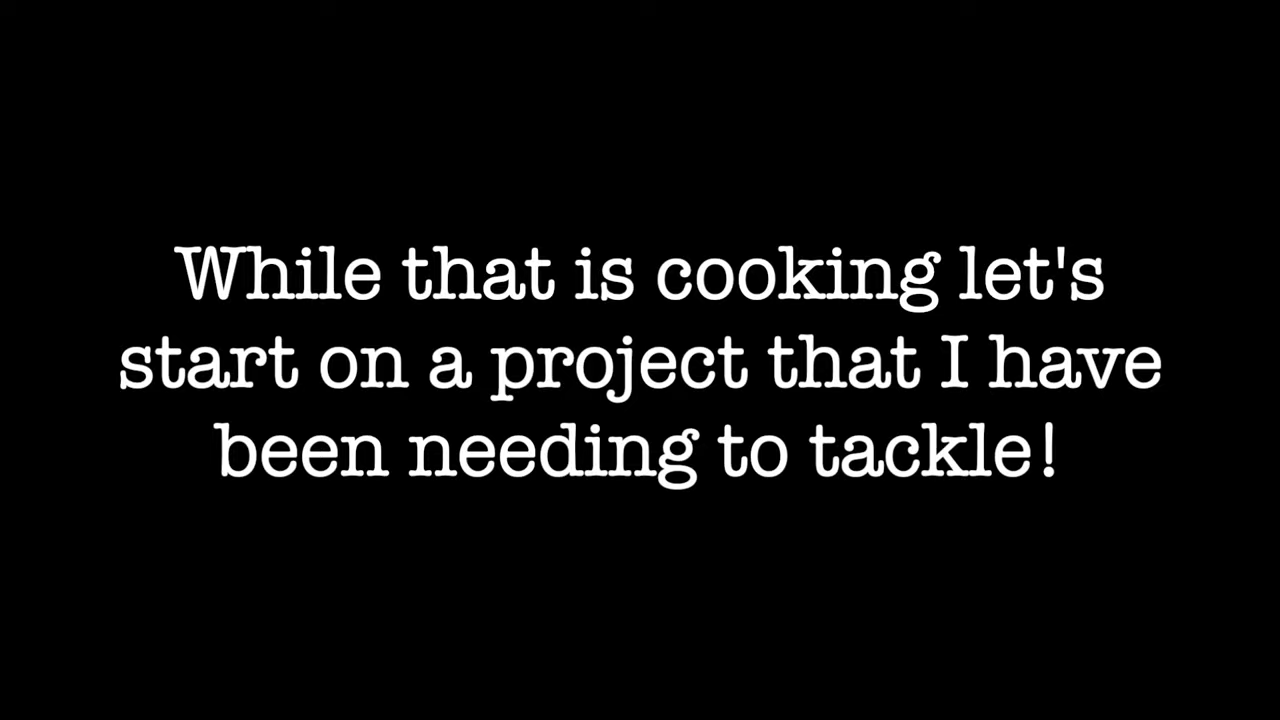 While that is cooking let's
start on a project that I have
been needing to tackle!